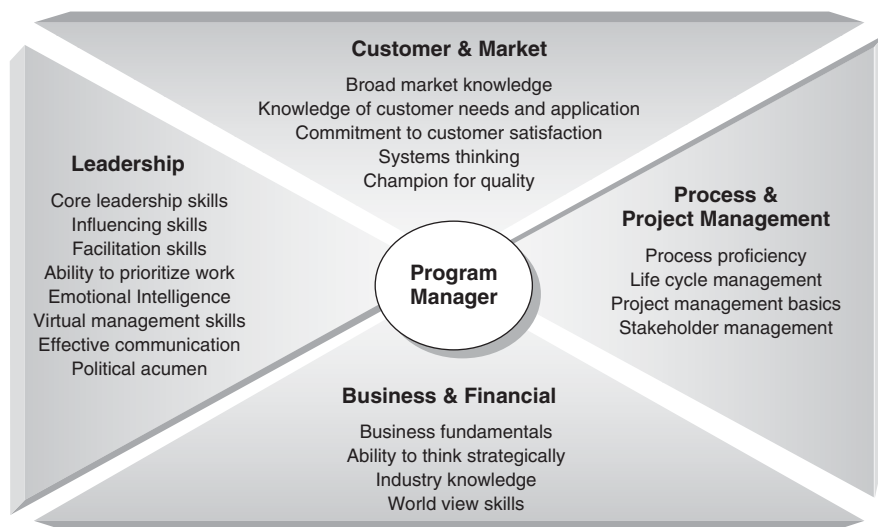 Customer & Market
Broad market knowledge
Knowledge of customer needs and application
Commitment to customer satisfaction
Systems thinking
Champion for quality
Leadership
Core leadership skills
Influencing skills
Facilitation skills
Ability to prioritize work
Emotional Intelligence
Virtual management skills
Effective communication
Political acumen
Program
Manager
Process &
Project Management
Process proficiency
Life cycle management
Project management basics
Stakeholder management
Business & Financial
Business fundamentals
Ability to think strategically
Industry knowledge
World view skills